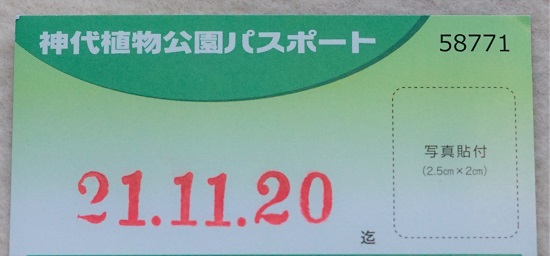 神代植物公園パスポート 58771
写真貼付
(2.5cm×2cm)
21.11.20
迄